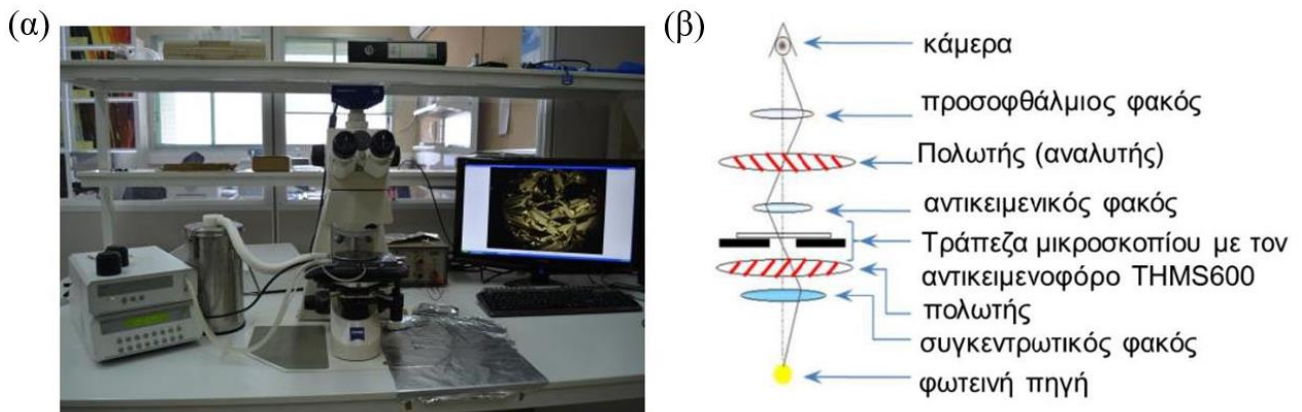 (α)
(β)
κάμερα
προσοφθάλμιος φακός
Πολωτής (αναλυτής)
αντικειμενικός φακός
Τράπεζα μικροσκοπίου με τον
αντικειμενοφόρο THMS600
πολωτής
συγκεντρωτικός φακός
φωτεινή πηγή